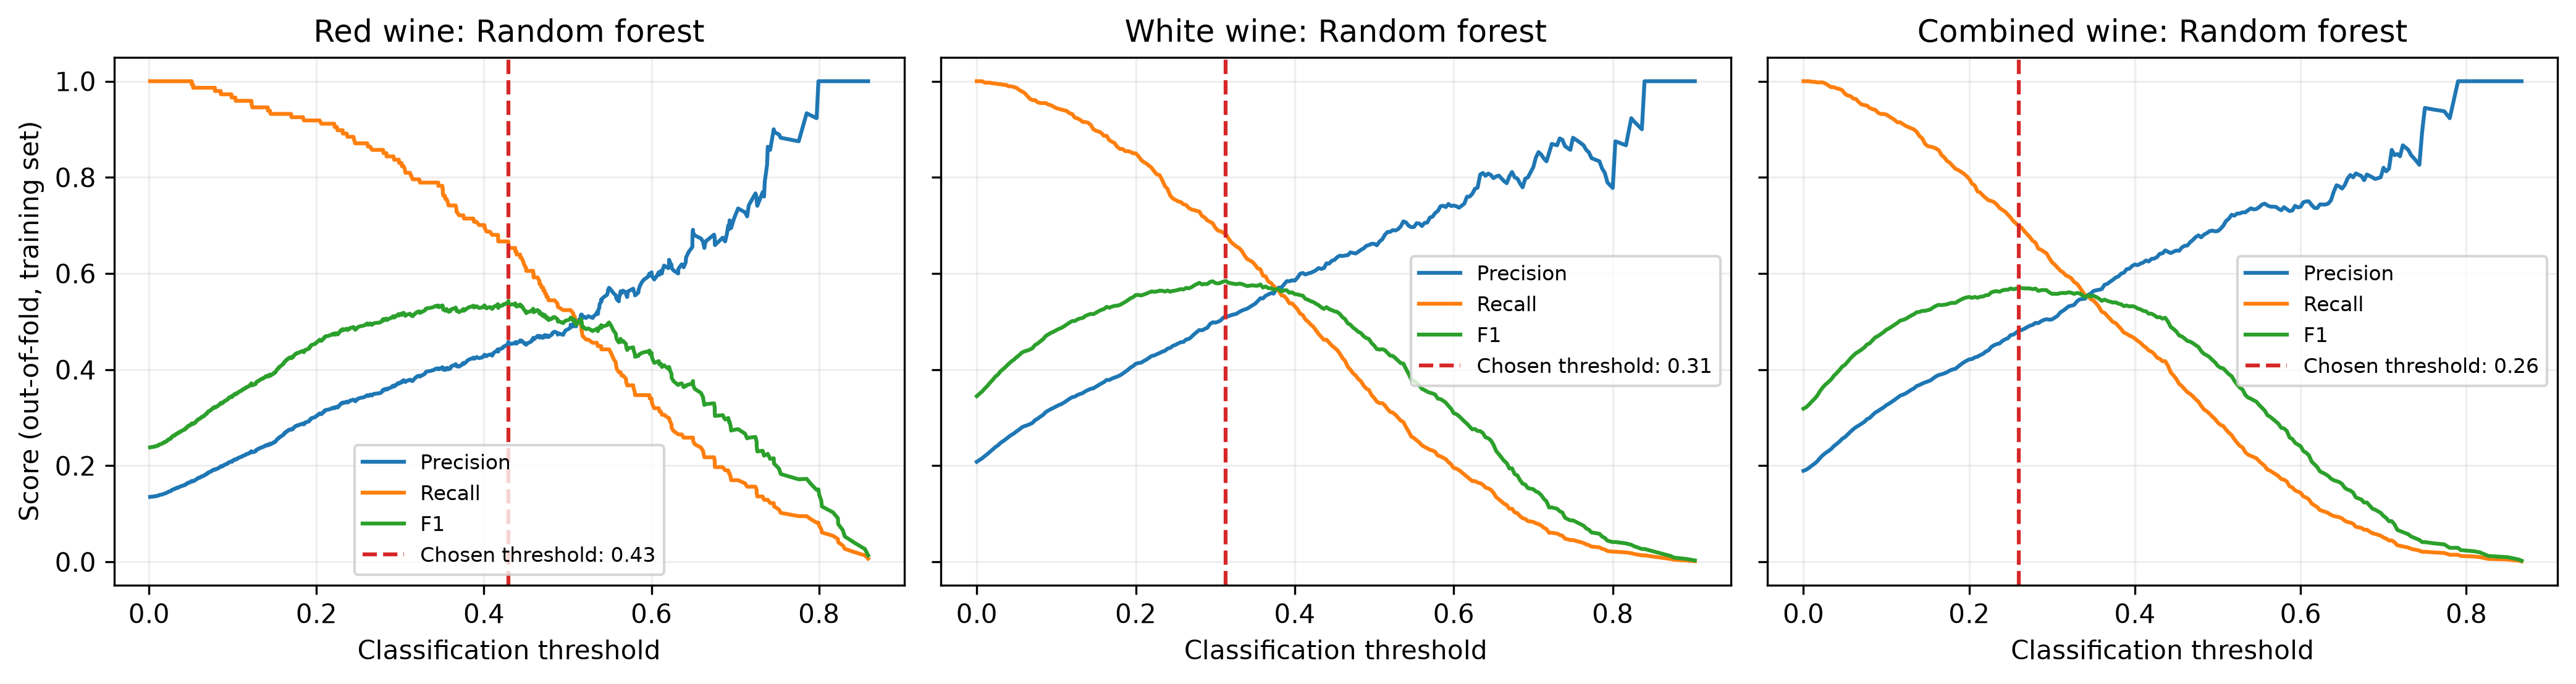 Red wine: Random forest
White wine: Random forest
Combined wine: Random forest
Score (out-of-fold, training set)
1.0
0.8
0.6
0.4
0.2
0.0
Precision
Recall
F1
Chosen threshold: 0.43
0.0 0.2 0.4 0.6 0.8
Classification threshold
Precision
Recall
F1
Chosen threshold: 0.31
0.0 0.2 0.4 0.6 0.8
Classification threshold
Precision
Recall
F1
Chosen threshold: 0.26
0.0 0.2 0.4 0.6 0.8
Classification threshold